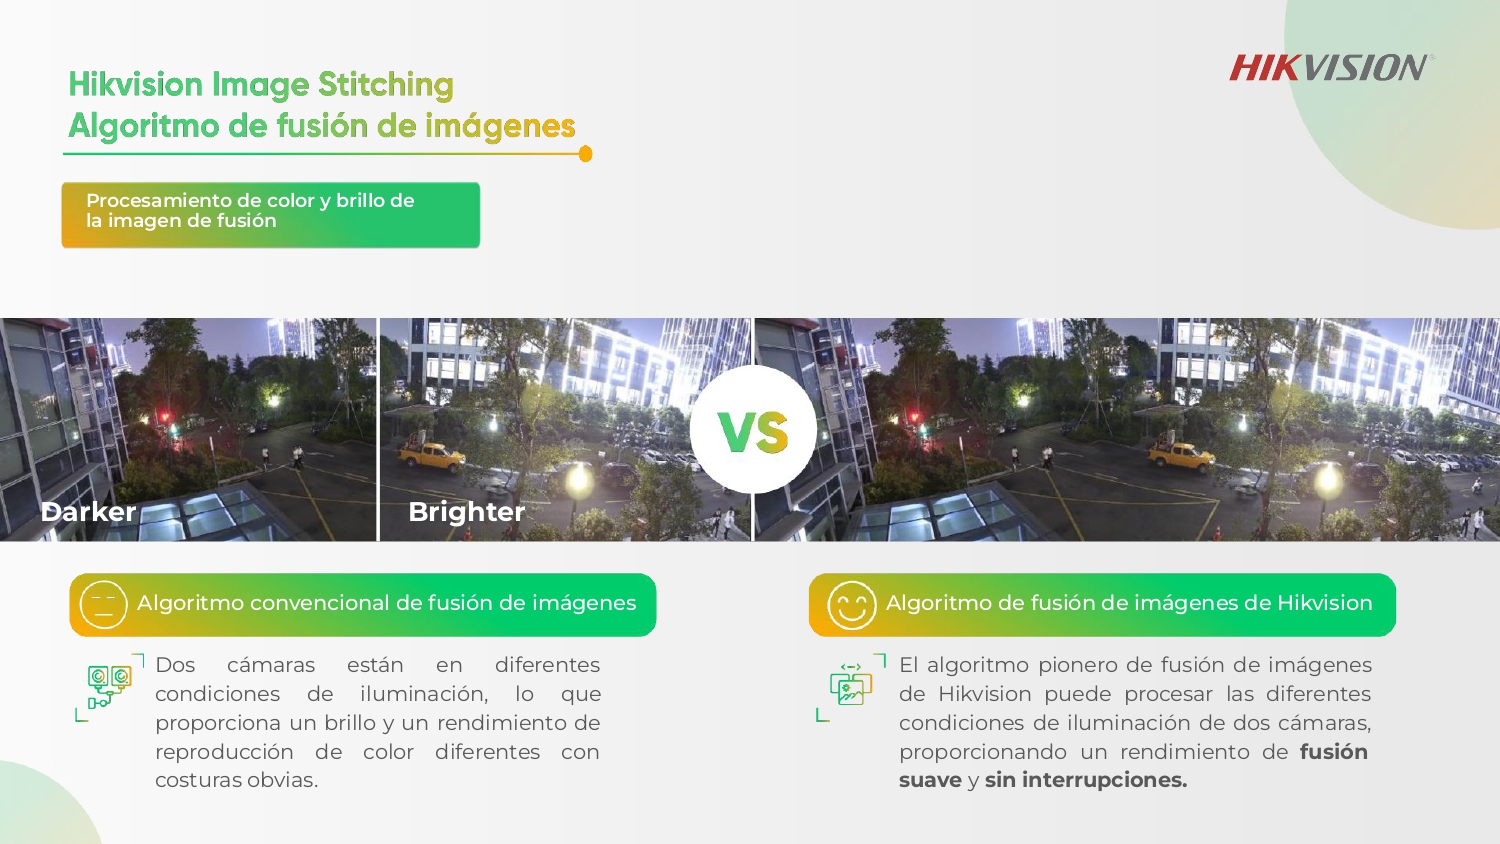 HIKVISION
Hikvision Image Stitching
Algoritmo de fusión de imágenes
Procesamiento de color y brillo de
la imagen de fusión
Darker
Brighter
VS
Algoritmo convencional de fusión de imágenes
Dos cámaras están en diferentes
condiciones de iluminación, lo que
proporciona un brillo y un rendimiento de
reproducción de color diferentes con
costuras obvias.
Algoritmo de fusión de imágenes de Hikvision
El algoritmo pionero de fusión de imágenes
de Hikvision puede procesar las diferentes
condiciones de iluminación de dos cámaras,
proporcionando un rendimiento de fusión
suave y sin interrupciones.